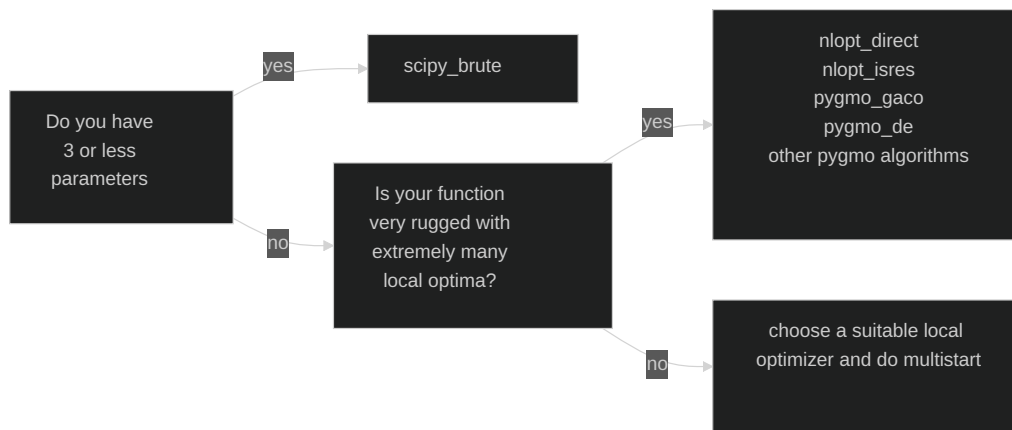 Do you have
3 or less
parameters
yes
scipy_brute
no
Is your function
very rugged with
extremely many
local optima?
yes
nlopt_direct
nlopt_isres
pygmo_gaco
pygmo_de
other pygmo algorithms
no
choose a suitable local
optimizer and do multistart